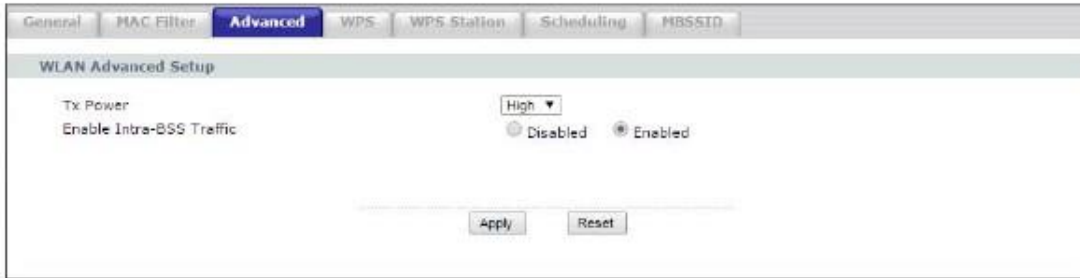 General MAC Filter Advanced WPS WPS Station Scheduling MBSSID
WLAN Advanced Setup
Tx Power High
Enable Intra-BSS Traffic Disabled Enabled
Apply Reset